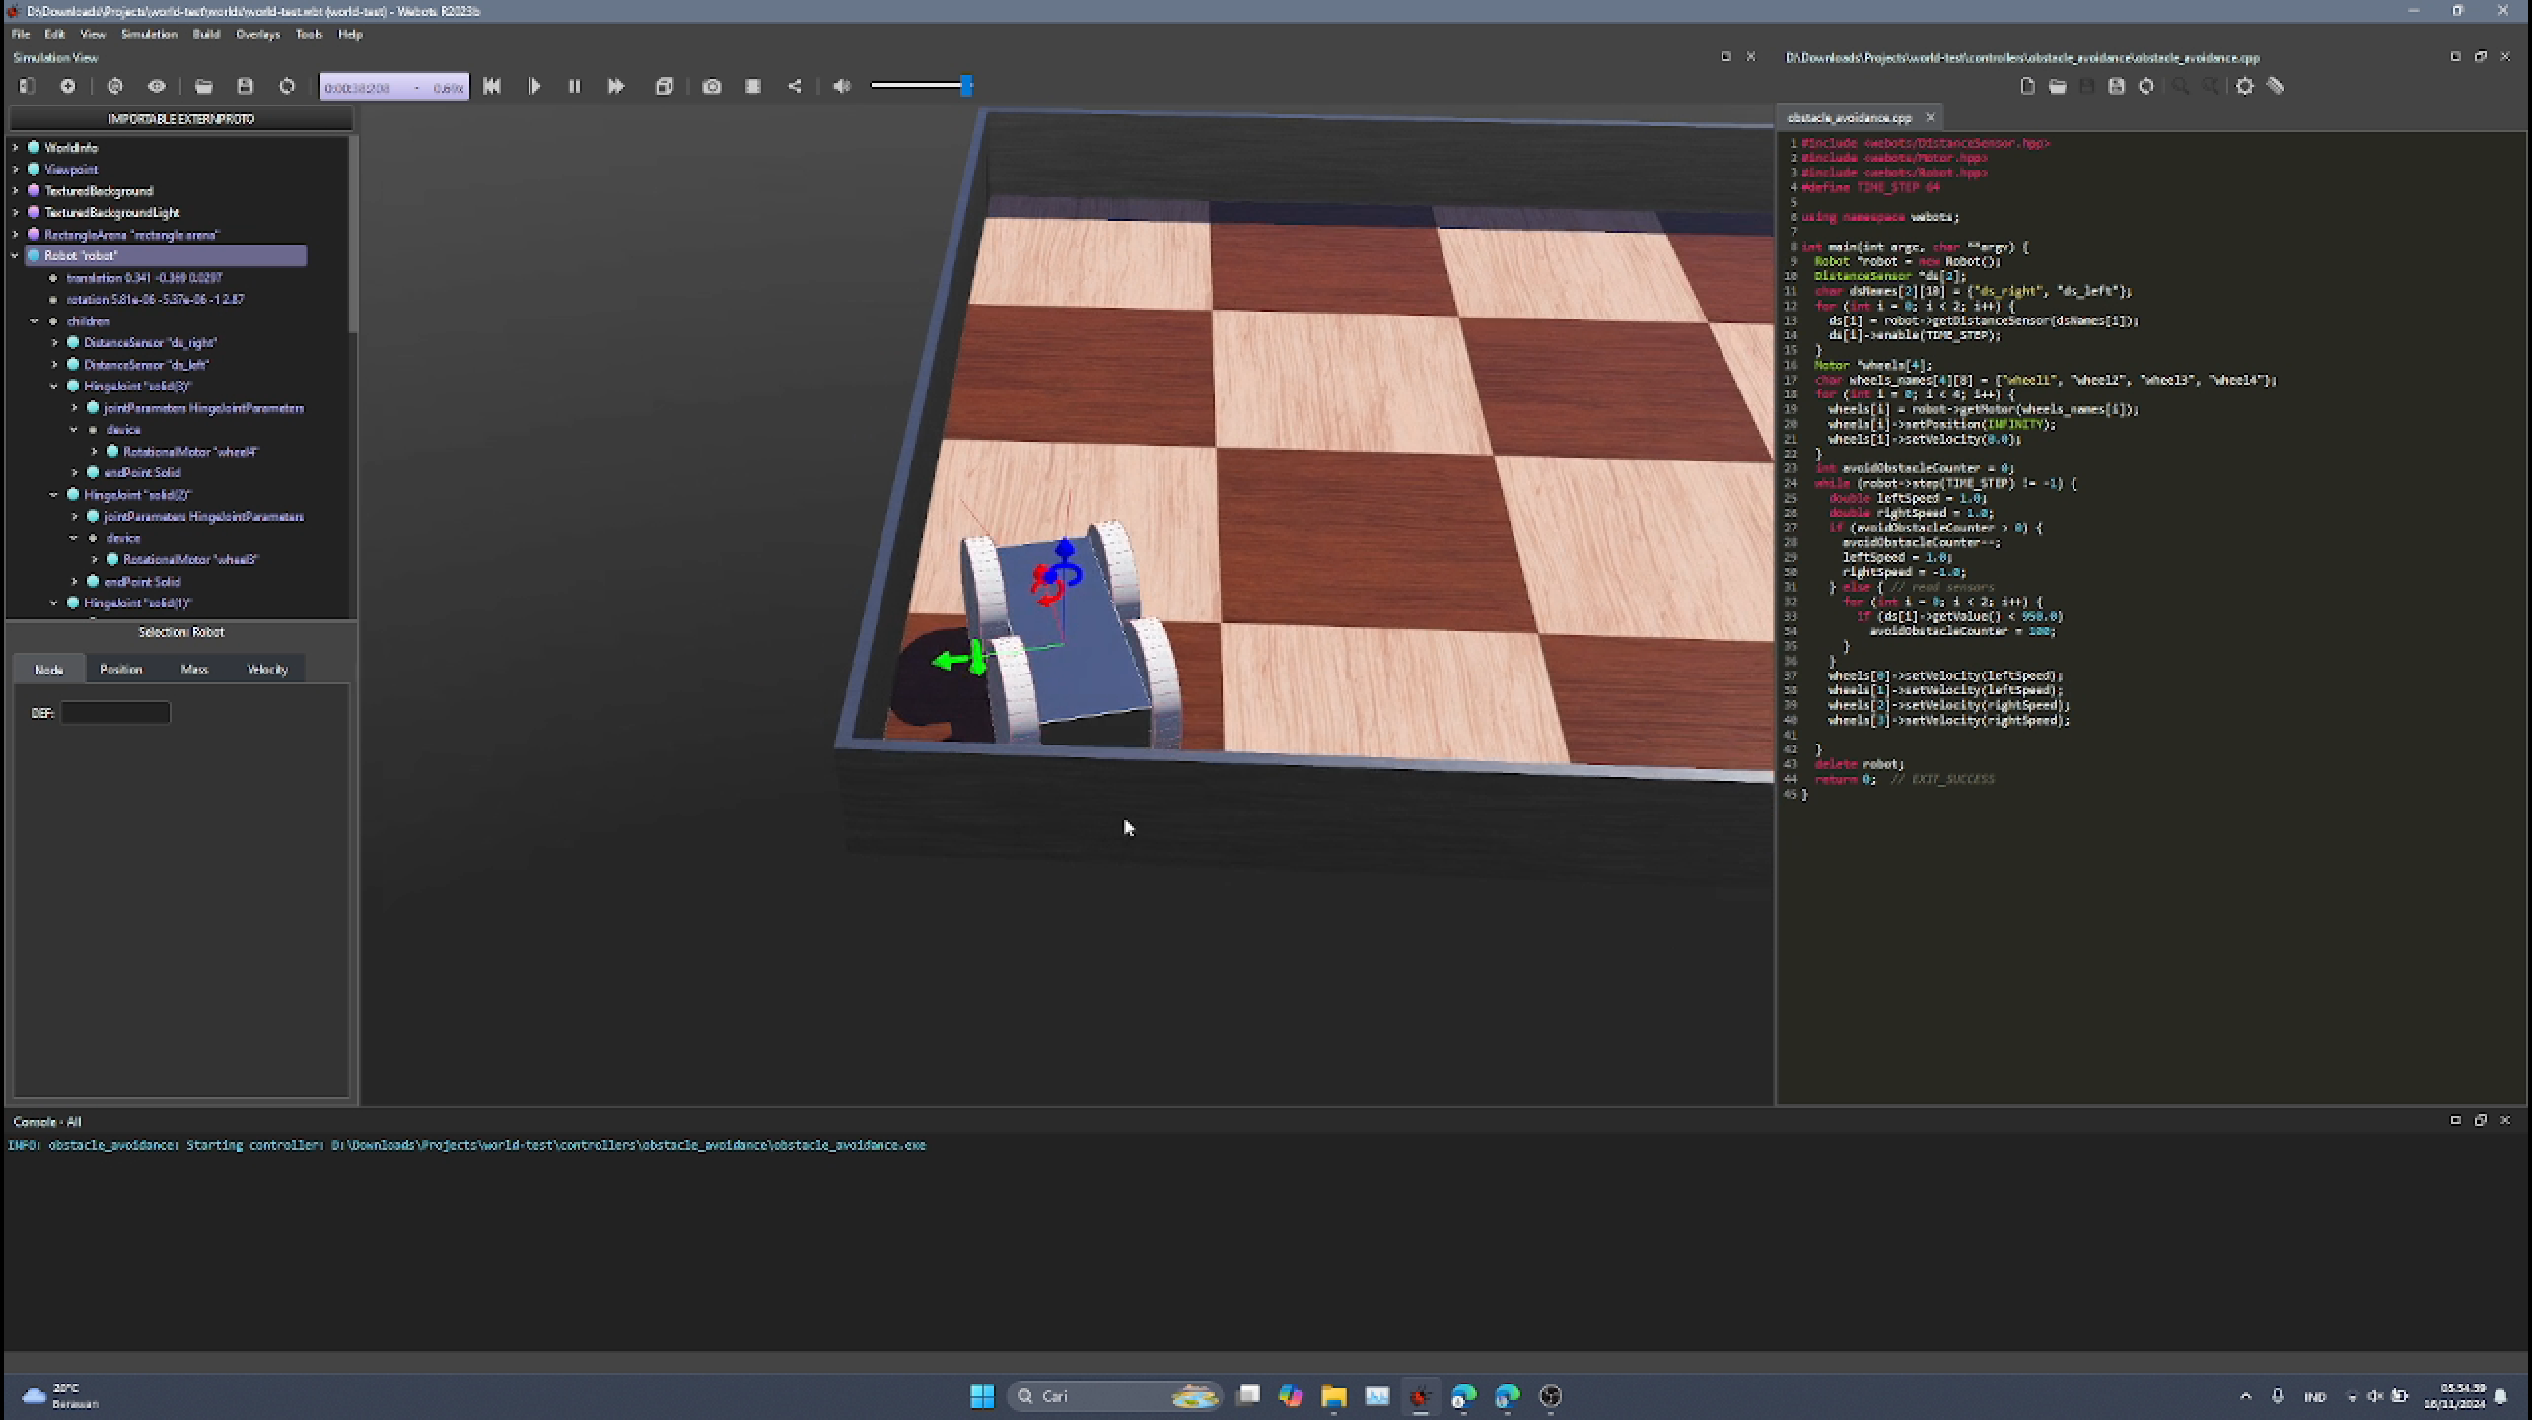 D:\Downloads\Projects\world-test\worlds\world-test.wbt (world-test) - Webots R2023b
File Edit View Simulation Build Overlays Tools Help
Simulation View
0:00:38:208 - 0.69x
IMPORTABLE EXTERNPROTO
WorldInfo
Viewpoint
TexturedBackground
TexturedBackgroundLight
RectangleArena "rectangle arena"
Robot "robot"
translation 0.341 -0.369 0.0297
rotation 5.81e-06 -5.37e-06 -1 2.87
children
DistanceSensor "ds_right"
DistanceSensor "ds_left"
HingeJoint "solid(3)"
jointParameters HingeJointParameters
device
RotationalMotor "wheel4"
endPoint Solid
HingeJoint "solid(2)"
jointParameters HingeJointParameters
device
RotationalMotor "wheel3"
endPoint Solid
HingeJoint "solid(1)"
Selection: Robot
Node Position Mass Velocity
DEF:
D:\Downloads\Projects\world-test\controllers\obstacle_avoidance\obstacle_avoidance.cpp
obstacle_avoidance.cpp
1 #include <webots/DistanceSensor.hpp>
2 #include <webots/Motor.hpp>
3 #include <webots/Robot.hpp>
4 #define TIME_STEP 64
5
6 using namespace webots;
7
8 int main(int argc, char **argv) {
9 Robot *robot = new Robot();
10 DistanceSensor *ds[2];
11 char dsNames[2][10] = {"ds_right", "ds_left"};
12 for (int i = 0; i < 2; i++) {
13 ds[i] = robot->getDistanceSensor(dsNames[i]);
14 ds[i]->enable(TIME_STEP);
15 }
16 Motor *wheels[4];
17 char wheels_names[4][8] = {"wheel1", "wheel2", "wheel3", "wheel4"};
18 for (int i = 0; i < 4; i++) {
19 wheels[i] = robot->getMotor(wheels_names[i]);
20 wheels[i]->setPosition(INFINITY);
21 wheels[i]->setVelocity(0.0);
22 }
23 int avoidObstacleCounter = 0;
24 while (robot->step(TIME_STEP) != -1) {
25 double leftSpeed = 1.0;
26 double rightSpeed = 1.0;
27 if (avoidObstacleCounter > 0) {
28 avoidObstacleCounter--;
29 leftSpeed = 1.0;
30 rightSpeed = -1.0;
31 } else { // read sensors
32 for (int i = 0; i < 2; i++) {
33 if (ds[i]->getValue() < 950.0)
34 avoidObstacleCounter = 100;
35 }
36 }
37 wheels[0]->setVelocity(leftSpeed);
38 wheels[1]->setVelocity(leftSpeed);
39 wheels[2]->setVelocity(rightSpeed);
40 wheels[3]->setVelocity(rightSpeed);
41
42 }
43 delete robot;
44 return 0; // EXIT_SUCCESS
45 }
Console - All
INFO: obstacle_avoidance: Starting controller: D:\Downloads\Projects\world-test\controllers\obstacle_avoidance\obstacle_avoidance.exe
20°C
Berawan
Cari
IND
05.54.39
16/11/2024